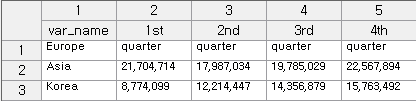 1 2 3 4 5
var_name 1st 2nd 3rd 4th
1 Europe quarter quarter quarter quarter
2 Asia 21,704,714 17,987,034 19,785,029 22,567,894
3 Korea 8,774,099 12,214,447 14,356,879 15,763,492